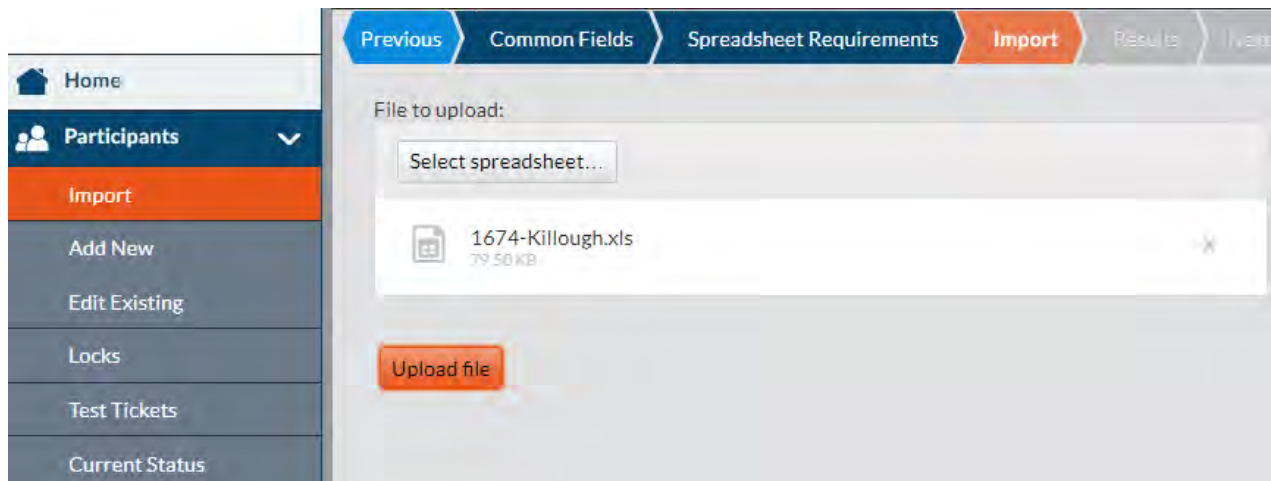 Previous
Common Fields
Spreadsheet Requirements
Import
Results
Home
Participants
Import
Add New
Edit Existing
Locks
Test Tickets
Current Status
File to upload:
Select spreadsheet...
1674-Killough.xls
79.50 KB
Upload file